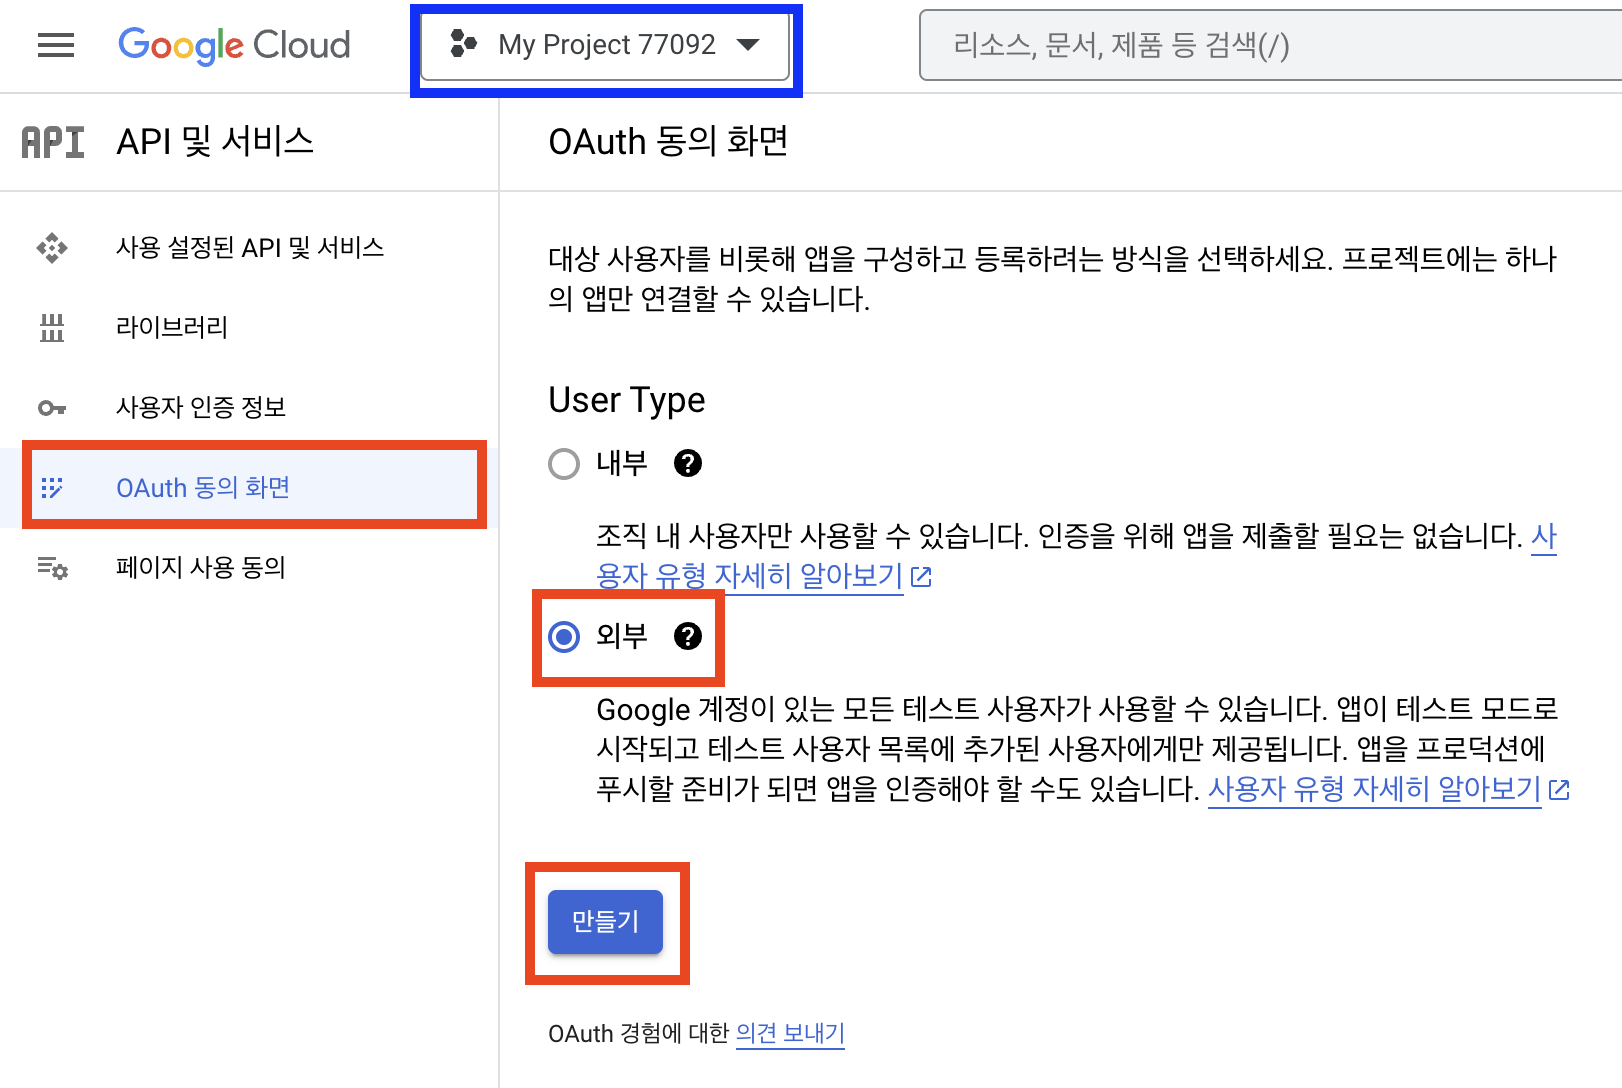 Google Cloud
My Project 77092
리소스, 문서, 제품 등 검색(/)
API
API 및 서비스
OAuth 동의 화면
사용 설정된 API 및 서비스
라이브러리
사용자 인증 정보
OAuth 동의 화면
페이지 사용 동의
대상 사용자를 비롯해 앱을 구성하고 등록하려는 방식을 선택하세요. 프로젝트에는 하나
의 앱만 연결할 수 있습니다.
User Type
내부
조직 내 사용자만 사용할 수 있습니다. 인증을 위해 앱을 제출할 필요는 없습니다. 사
용자 유형 자세히 알아보기
외부
Google 계정이 있는 모든 테스트 사용자가 사용할 수 있습니다. 앱이 테스트 모드로
시작되고 테스트 사용자 목록에 추가된 사용자에게만 제공됩니다. 앱을 프로덕션에
푸시할 준비가 되면 앱을 인증해야 할 수도 있습니다. 사용자 유형 자세히 알아보기
만들기
OAuth 경험에 대한 의견 보내기